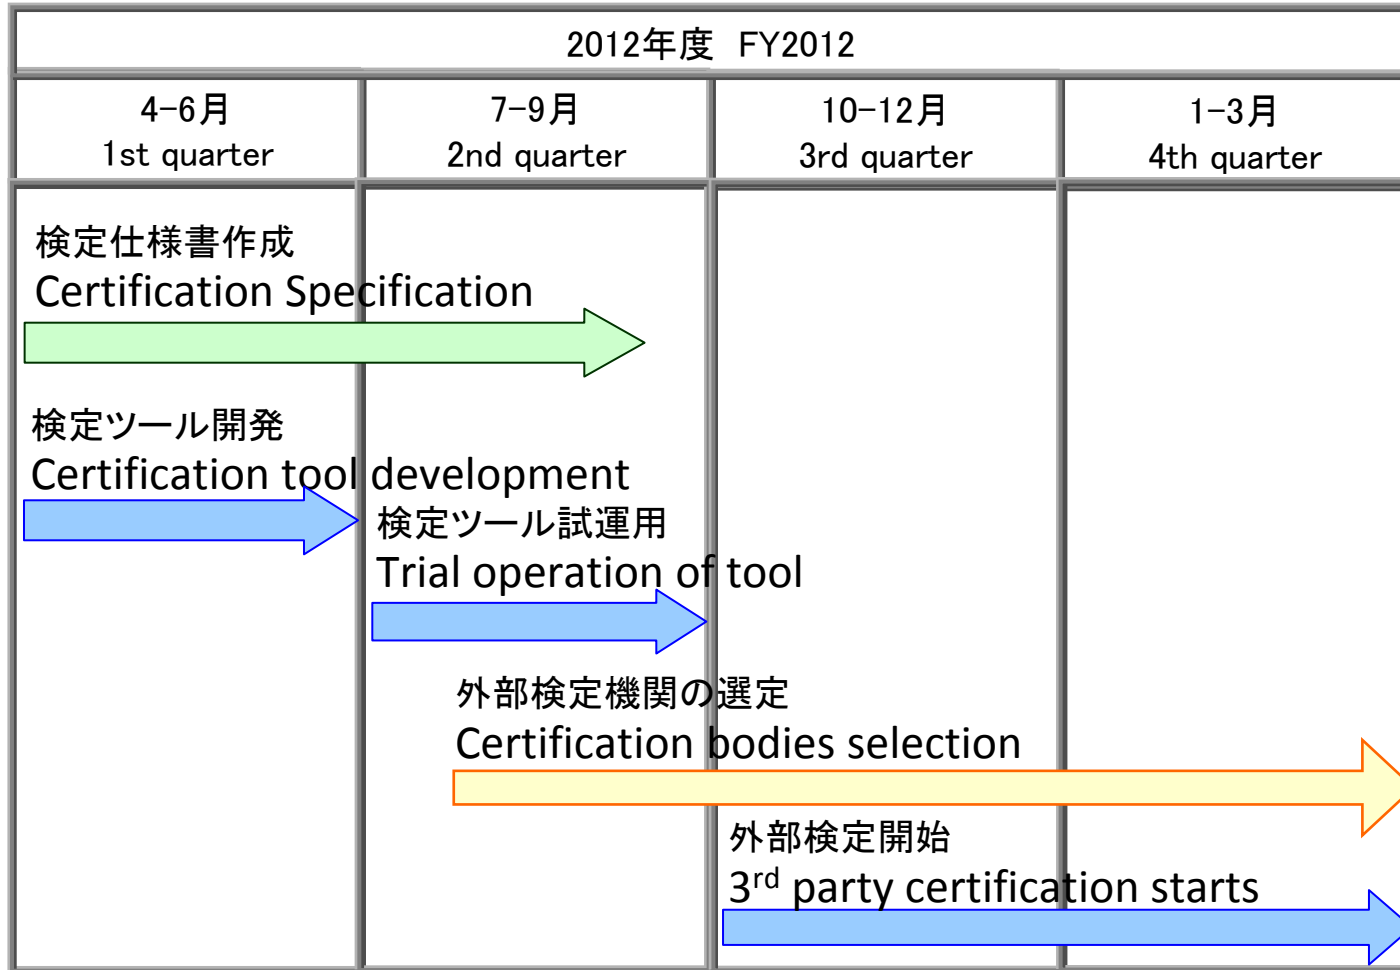 2012年度 FY2012
4-6月
1st quarter
7-9月
2nd quarter
10-12月
3rd quarter
1-3月
4th quarter
検定仕様書作成
Certification Specification
検定ツール開発
Certification tool development
検定ツール試運用
Trial operation of tool
外部検定機関の選定
Certification bodies selection
外部検定開始
3rd party certification starts